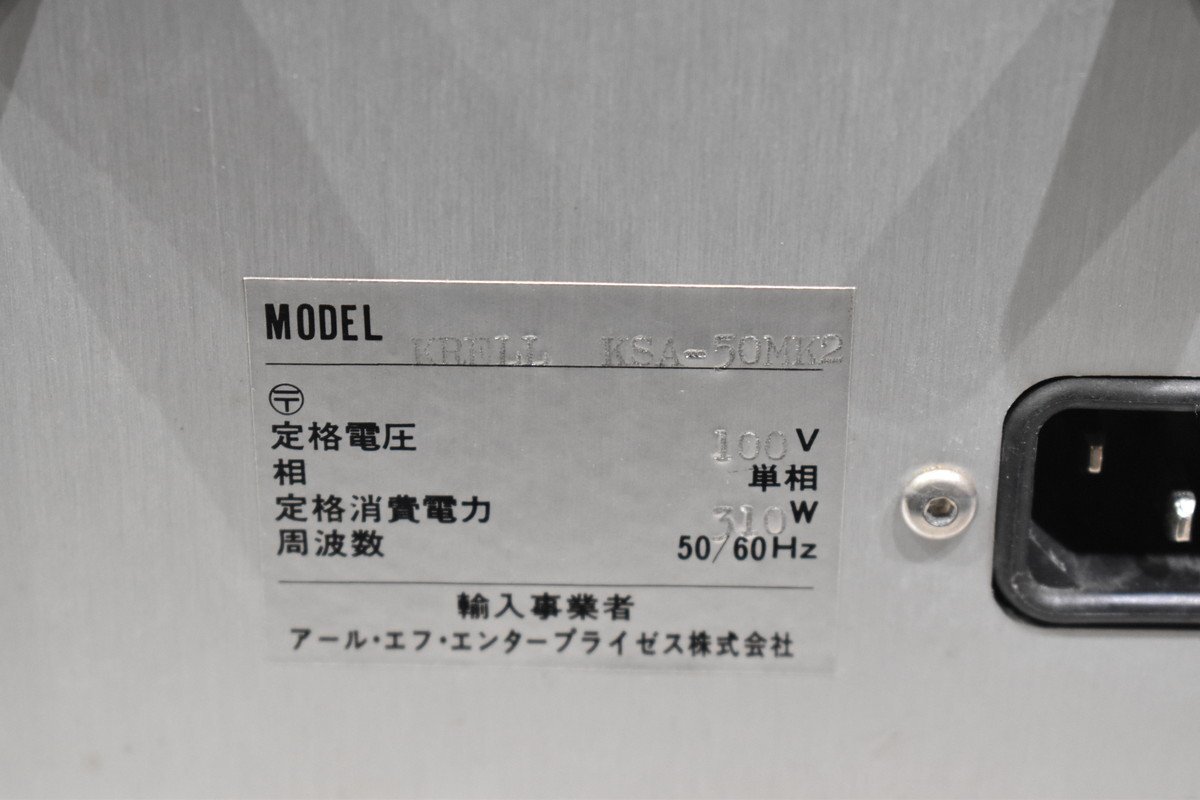 MODEL KRELL KSA-50MK2
〶
定格電圧 100V
相 単相
定格消費電力 310W
周波数 50/60Hz
輸入事業者
アール・エフ・エンタープライゼス株式会社